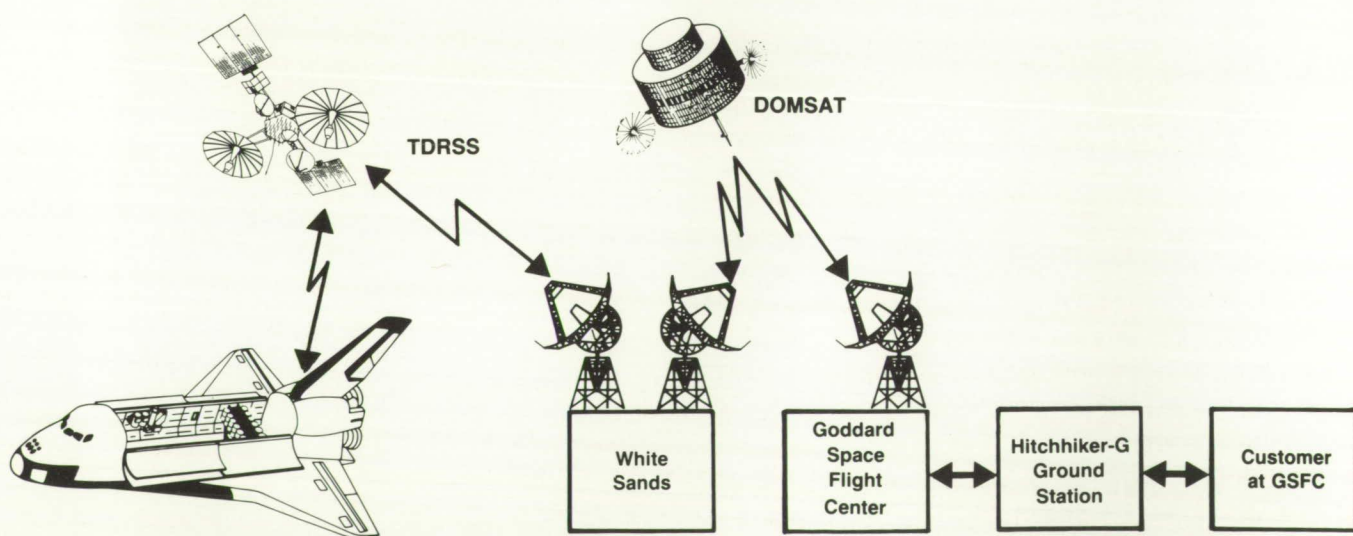 TDRSS
DOMSAT
White
Sands
Goddard
Space
Flight
Center
Hitchhiker-G
Ground
Station
Customer
at GSFC